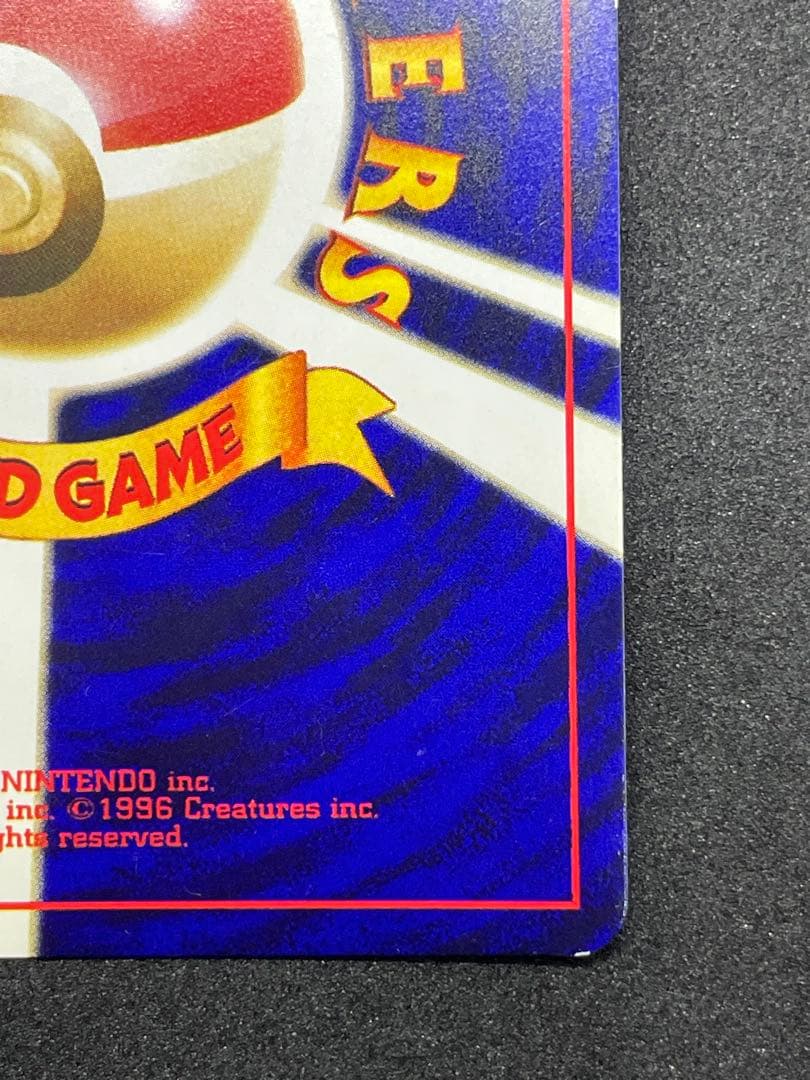 ERS
D GAME
NINTENDO inc.
inc. ©1996 Creatures inc.
ghts reserved.